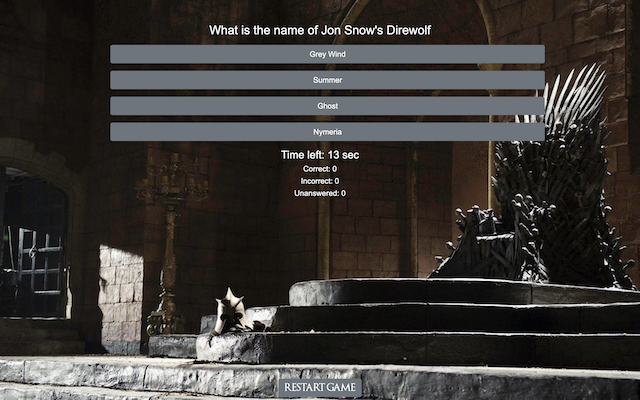 What is the name of Jon Snow's Direwolf
Grey Wind
Summer
Ghost
Nymeria
Time left: 13 sec
Correct: 0
Incorrect: 0
Unanswered: 0
RESTART GAME